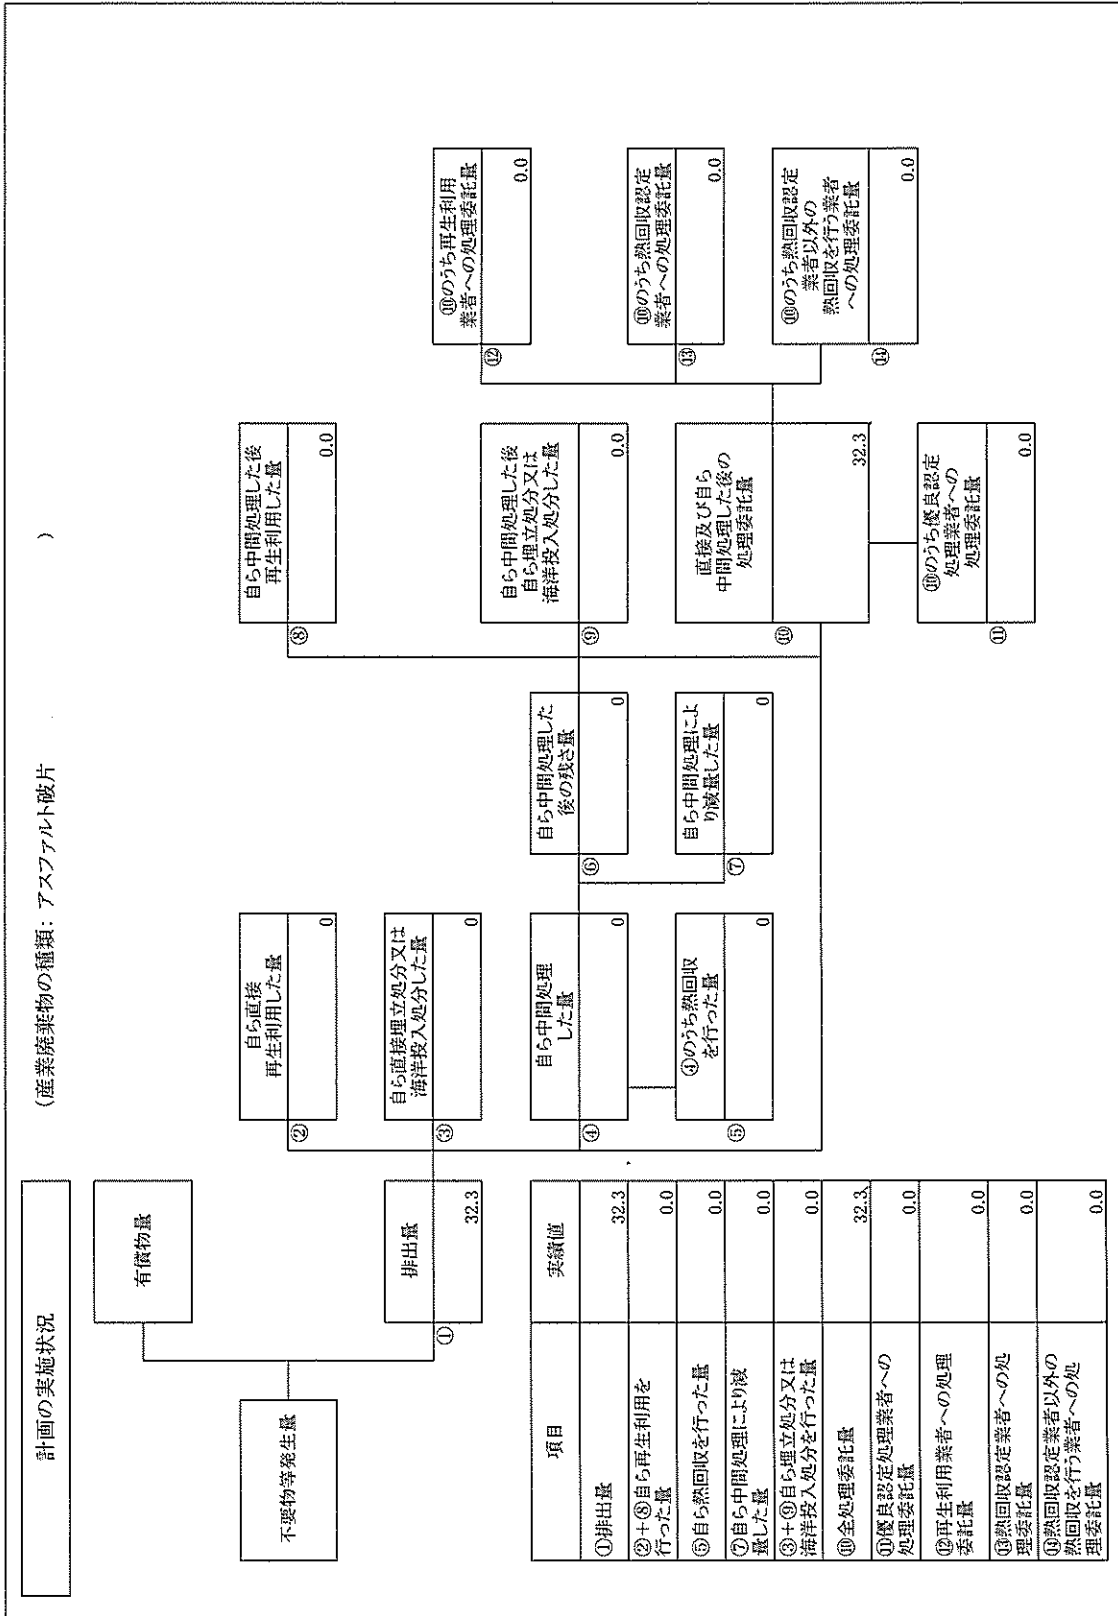 計画の実施状況
(産業廃棄物の種類: アスファルト破片 )
不要物等発生量
有償物量
排出量
①
32.3
自ら直接
再生利用した量
②
0
自ら直接埋立処分又は
海洋投入処分した量
③
0
自ら中間処理
した量
④
0
④のうち熱回収
を行った量
⑤
0
自ら中間処理した
後の残さ量
⑥
0
自ら中間処理によ
り減量した量
⑦
0
自ら中間処理した後
再生利用した量
⑧
0.0
自ら中間処理した後
自ら埋立処分又は
海洋投入処分した量
⑨
0.0
直接及び自ら
中間処理した後の
処理委託量
⑩
32.3
⑩のうち優良認定
処理業者への
処理委託量
⑪
0.0
⑩のうち再生利用
業者への処理委託量
⑫
0.0
⑩のうち熱回収認定
業者への処理委託量
⑬
0.0
⑩のうち熱回収認定
業者以外の
熱回収を行う業者
への処理委託量
⑭
0.0
項目 実績値
①排出量 32.3
②+⑧自ら再生利用を
行った量 0.0
⑤自ら熱回収を行った量 0.0
⑦自ら中間処理により減
量した量 0.0
③+⑨自ら埋立処分又は
海洋投入処分を行った量 0.0
⑩全処理委託量 32.3
⑪優良認定処理業者への
処理委託量 0.0
⑫再生利用業者への処理
委託量 0.0
⑬熱回収認定業者への処
理委託量 0.0
⑭熱回収認定業者以外の
熱回収を行う業者への処
理委託量 0.0